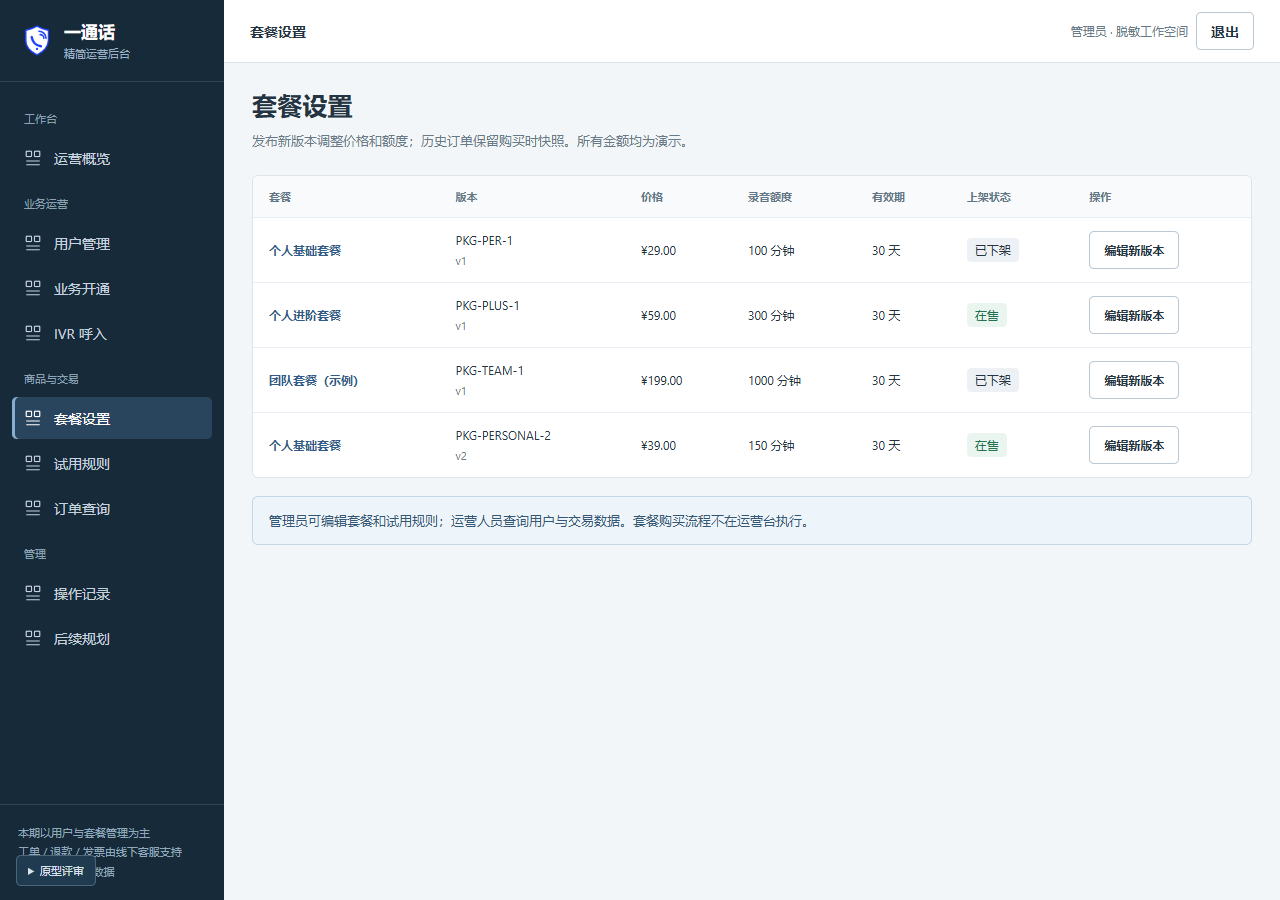 一通话
精简运营后台
工作台
运营概览
业务运营
用户管理
业务开通
IVR 呼入
商品与交易
套餐设置
试用规则
订单查询
管理
操作记录
后续规划
本期以用户与套餐管理为主
工单 / 退款 / 发票由线下客服支持
数据
▶ 原型评审
套餐设置
管理员 · 脱敏工作空间
退出
套餐设置
发布新版本调整价格和额度；历史订单保留购买时快照。所有金额均为演示。
套餐 版本 价格 录音额度 有效期 上架状态 操作
个人基础套餐 PKG-PER-1 ¥29.00 100 分钟 30 天 已下架 编辑新版本
v1
个人进阶套餐 PKG-PLUS-1 ¥59.00 300 分钟 30 天 在售 编辑新版本
v1
团队套餐（示例） PKG-TEAM-1 ¥199.00 1000 分钟 30 天 已下架 编辑新版本
v1
个人基础套餐 PKG-PERSONAL-2 ¥39.00 150 分钟 30 天 在售 编辑新版本
v2
管理员可编辑套餐和试用规则；运营人员查询用户与交易数据。套餐购买流程不在运营台执行。